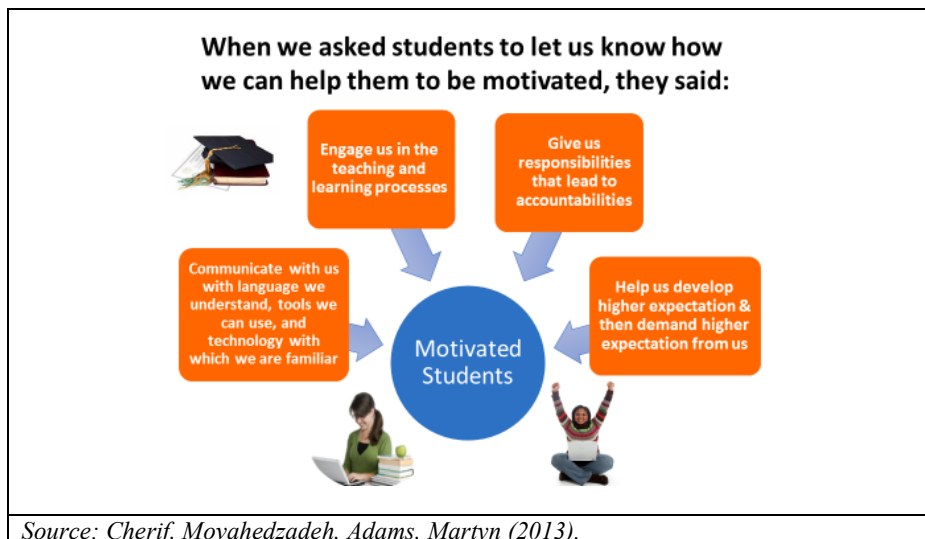 When we asked students to let us know how
we can help them to be motivated, they said:
Engage us in the
teaching and
learning processes
Give us
responsibilities
that lead to
accountabilities
Communicate with us
with language we
understand, tools we
can use, and
technology with
which we are familiar
Help us develop
higher expectation &
then demand higher
expectation from us
Motivated
Students
Source: Cherif, Movahedzadeh, Adams, Martyn (2013).